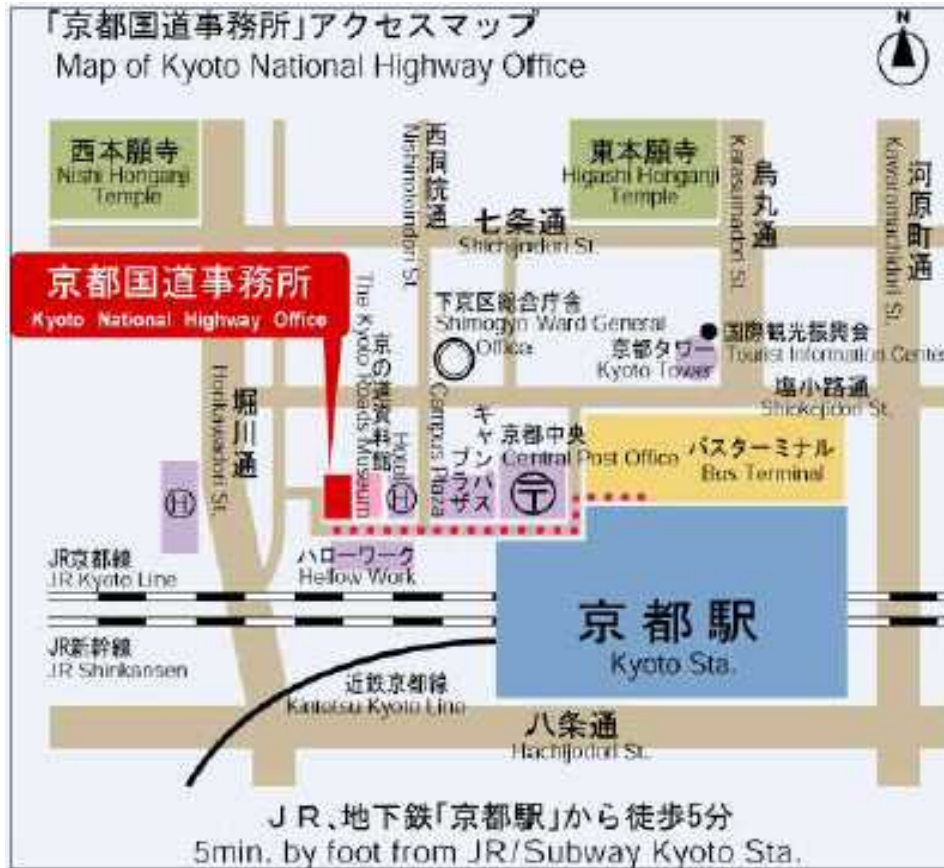 「京都国道事務所」アクセスマップ
Map of Kyoto National Highway Office
N
西本願寺
Nishi Honganji
Temple
西洞院通
Nishinotoindori St.
東本願寺
Higashi Honganji
Temple
烏丸通
Karasumadori St.
河原町通
Kawaramachidori St.
七条通
Shichijodori St.
京都国道事務所
Kyoto National Highway Office
下京区総合庁舎
Shimogyo Ward General
Office
国際観光振興会
Tourist Information Center
京都タワー
Kyoto Tower
塩小路通
Shiokojidori St.
堀川通
Horikawadori St.
京の道資料館
The Kyoto Roads Museum
Hotel
H
H
キャンパス
プラザ
Campus Plaza
京都中央
Central Post Office
〒
バスターミナル
Bus Terminal
ハローワーク
Hellow Work
JR京都線
JR Kyoto Line
JR新幹線
JR Shinkansen
京都駅
Kyoto Sta.
近鉄京都線
Kintetsu Kyoto Line
八条通
Hachijodori St.
JR、地下鉄「京都駅」から徒歩5分
5min. by foot from JR/Subway Kyoto Sta.